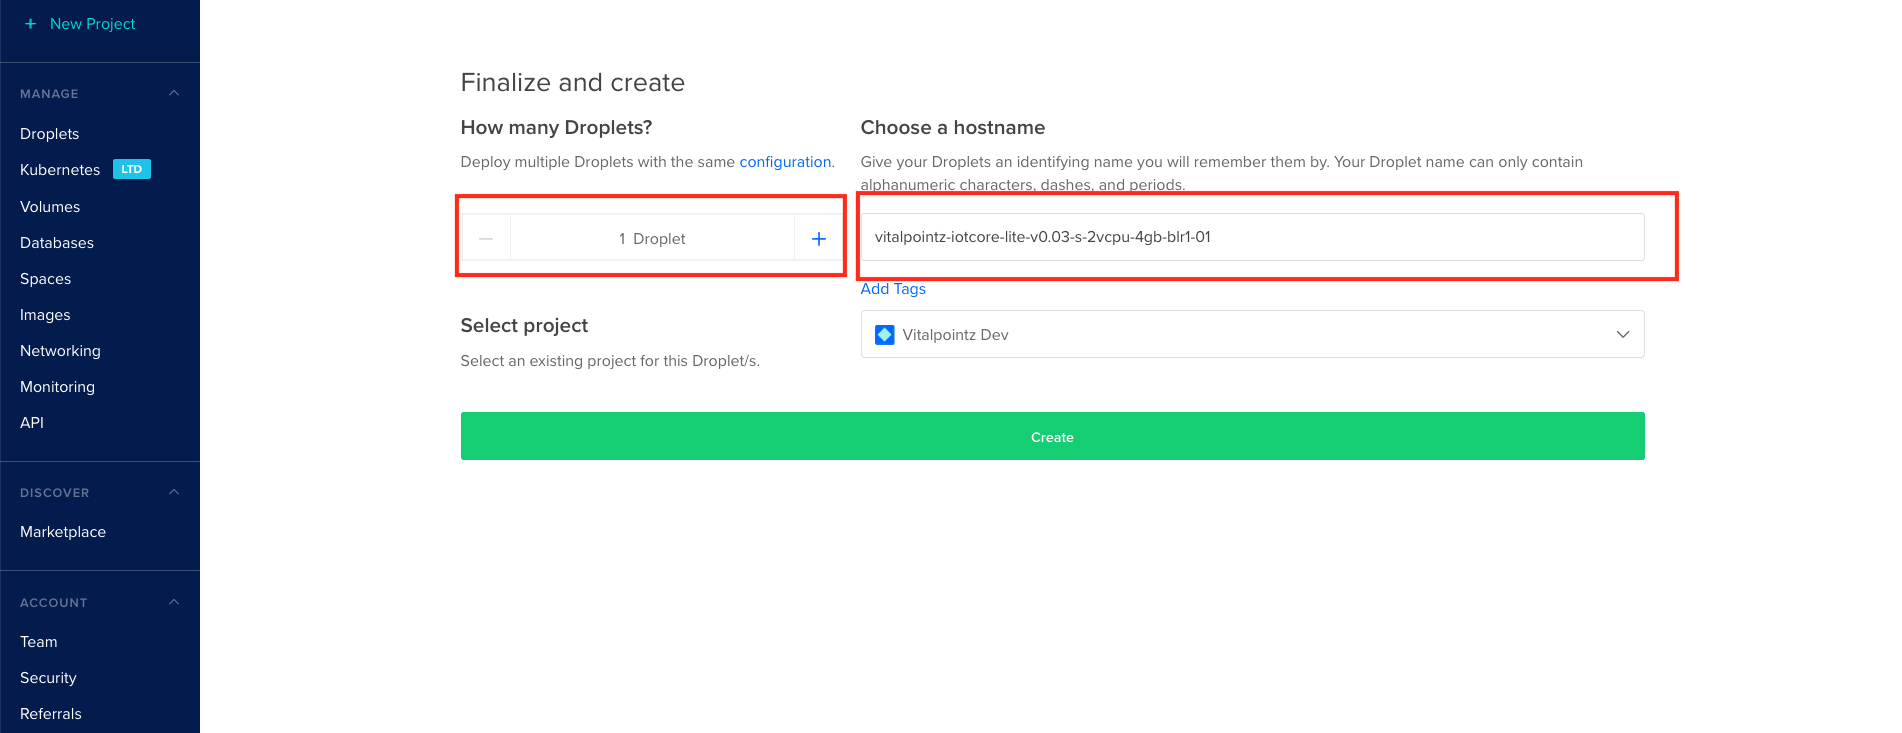 + New Project
MANAGE
Droplets
Kubernetes LTD
Volumes
Databases
Spaces
Images
Networking
Monitoring
API
DISCOVER
Marketplace
ACCOUNT
Team
Security
Referrals
Finalize and create
How many Droplets?
Deploy multiple Droplets with the same configuration.
1 Droplet
Choose a hostname
Give your Droplets an identifying name you will remember them by. Your Droplet name can only contain
alphanumeric characters, dashes, and periods.
vitalpointz-iotcore-lite-v0.03-s-2vcpu-4gb-blr1-01
Add Tags
Select project
Select an existing project for this Droplet/s.
Vitalpointz Dev
Create